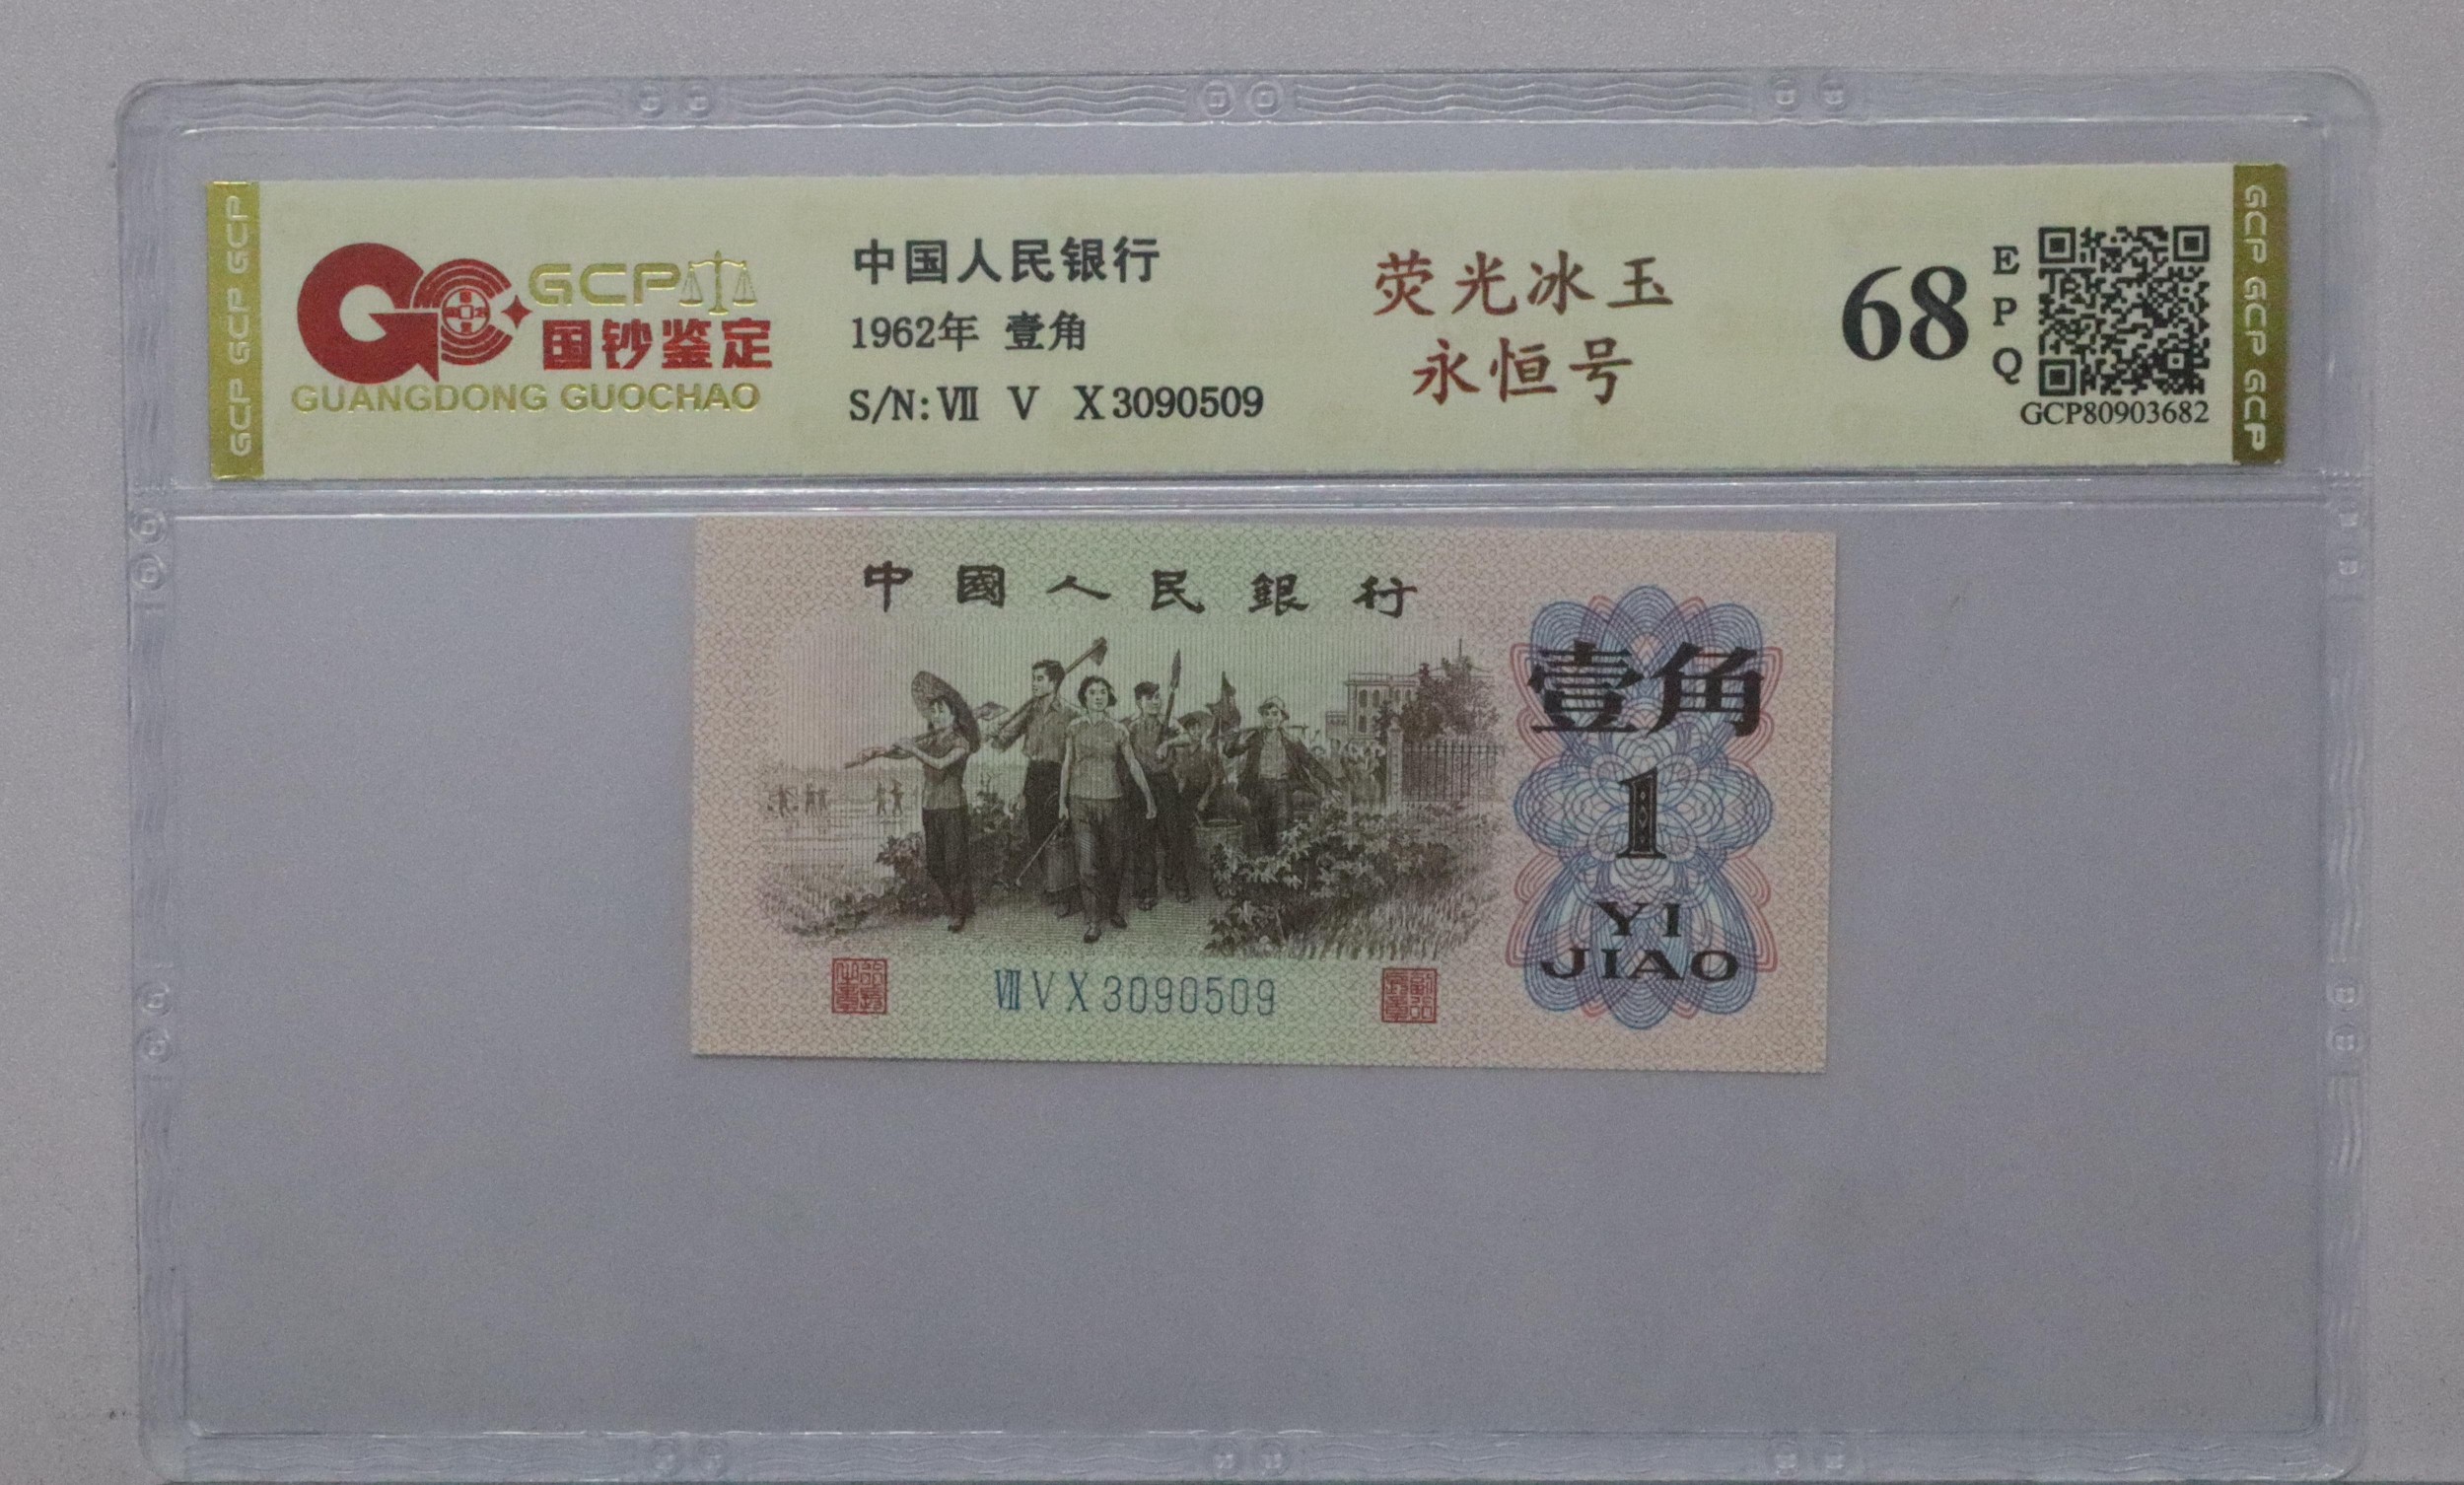 GCP GCP GCP
GCP
国钞鉴定
GUANGDONG GUOCHAO
中国人民银行
1962年 壹角
S/N: Ⅶ V X 3090509
荧光冰玉
永恒号
68
EPQ
GCP80903682
GCP GCP GCP
中國人民銀行
壹角
1
YI
JIAO
Ⅷ V X 3090509